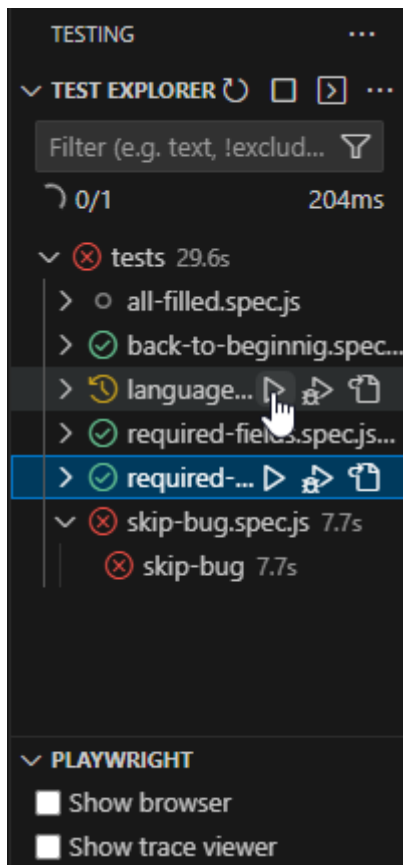 TESTING
TEST EXPLORER
Filter (e.g. text, !exclud...
0/1 204ms
tests 29.6s
all-filled.spec.js
back-to-beginnig.spec...
language...
required-fields.spec.js...
required-...
skip-bug.spec.js 7.7s
skip-bug 7.7s
PLAYWRIGHT
Show browser
Show trace viewer